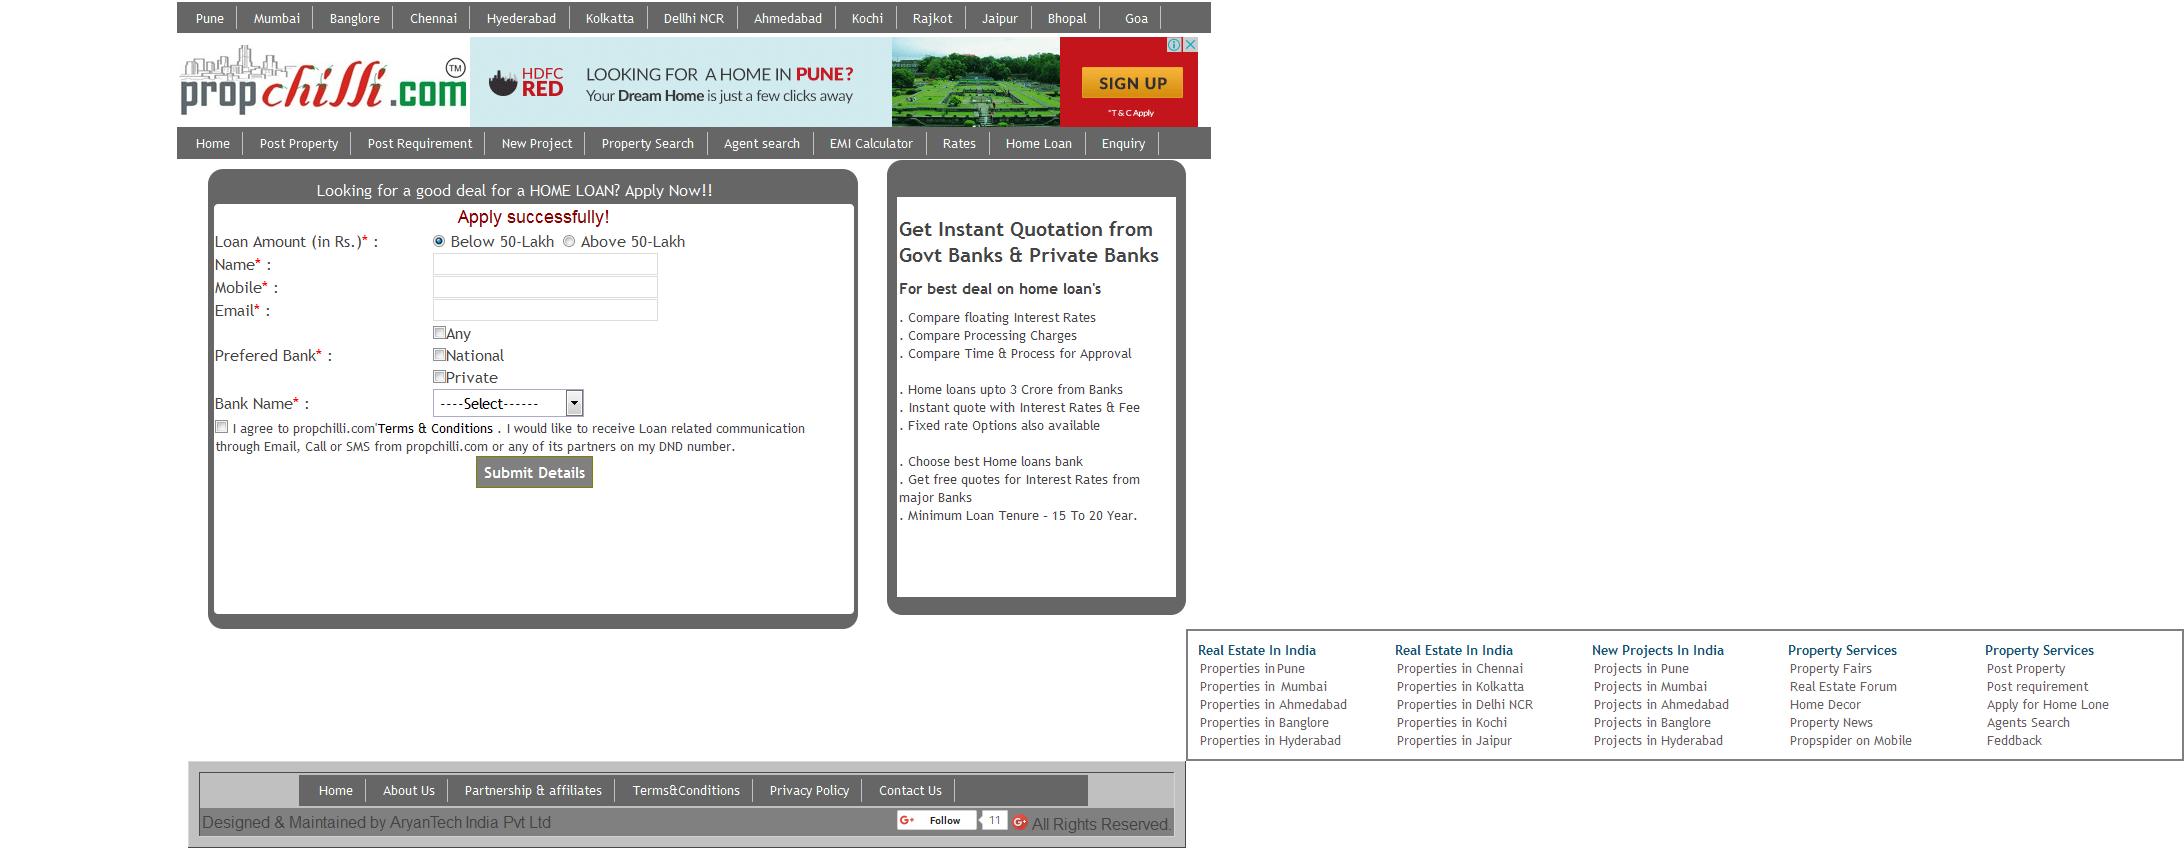 Pune Mumbai Banglore Chennai Hyederabad Kolkatta Dellhi NCR Ahmedabad Kochi Rajkot Jaipur Bhopal Goa
propchilli.com TM
HDFC RED
LOOKING FOR A HOME IN PUNE?
Your Dream Home is just a few clicks away
SIGN UP
*T & C Apply
Home Post Property Post Requirement New Project Property Search Agent search EMI Calculator Rates Home Loan Enquiry
Looking for a good deal for a HOME LOAN? Apply Now!!
Apply successfully!
Loan Amount (in Rs.)* : Below 50-Lakh Above 50-Lakh
Name* :
Mobile* :
Email* :
Any
Prefered Bank* : National
Private
Bank Name* : ----Select------
I agree to propchilli.com'Terms & Conditions . I would like to receive Loan related communication
through Email, Call or SMS from propchilli.com or any of its partners on my DND number.
Submit Details
Get Instant Quotation from
Govt Banks & Private Banks
For best deal on home loan's
. Compare floating Interest Rates
. Compare Processing Charges
. Compare Time & Process for Approval
. Home loans upto 3 Crore from Banks
. Instant quote with Interest Rates & Fee
. Fixed rate Options also available
. Choose best Home loans bank
. Get free quotes for Interest Rates from
major Banks
. Minimum Loan Tenure - 15 To 20 Year.
Real Estate In India
Properties in Pune
Properties in Mumbai
Properties in Ahmedabad
Properties in Banglore
Properties in Hyderabad
Real Estate In India
Properties in Chennai
Properties in Kolkatta
Properties in Delhi NCR
Properties in Kochi
Properties in Jaipur
New Projects In India
Projects in Pune
Projects in Mumbai
Projects in Ahmedabad
Projects in Banglore
Projects in Hyderabad
Property Services
Property Fairs
Real Estate Forum
Home Decor
Property News
Propspider on Mobile
Property Services
Post Property
Post requirement
Apply for Home Lone
Agents Search
Feddback
Home About Us Partnership & affiliates Terms&Conditions Privacy Policy Contact Us
Designed & Maintained by AryanTech India Pvt Ltd G+ Follow 11 G+ All Rights Reserved.